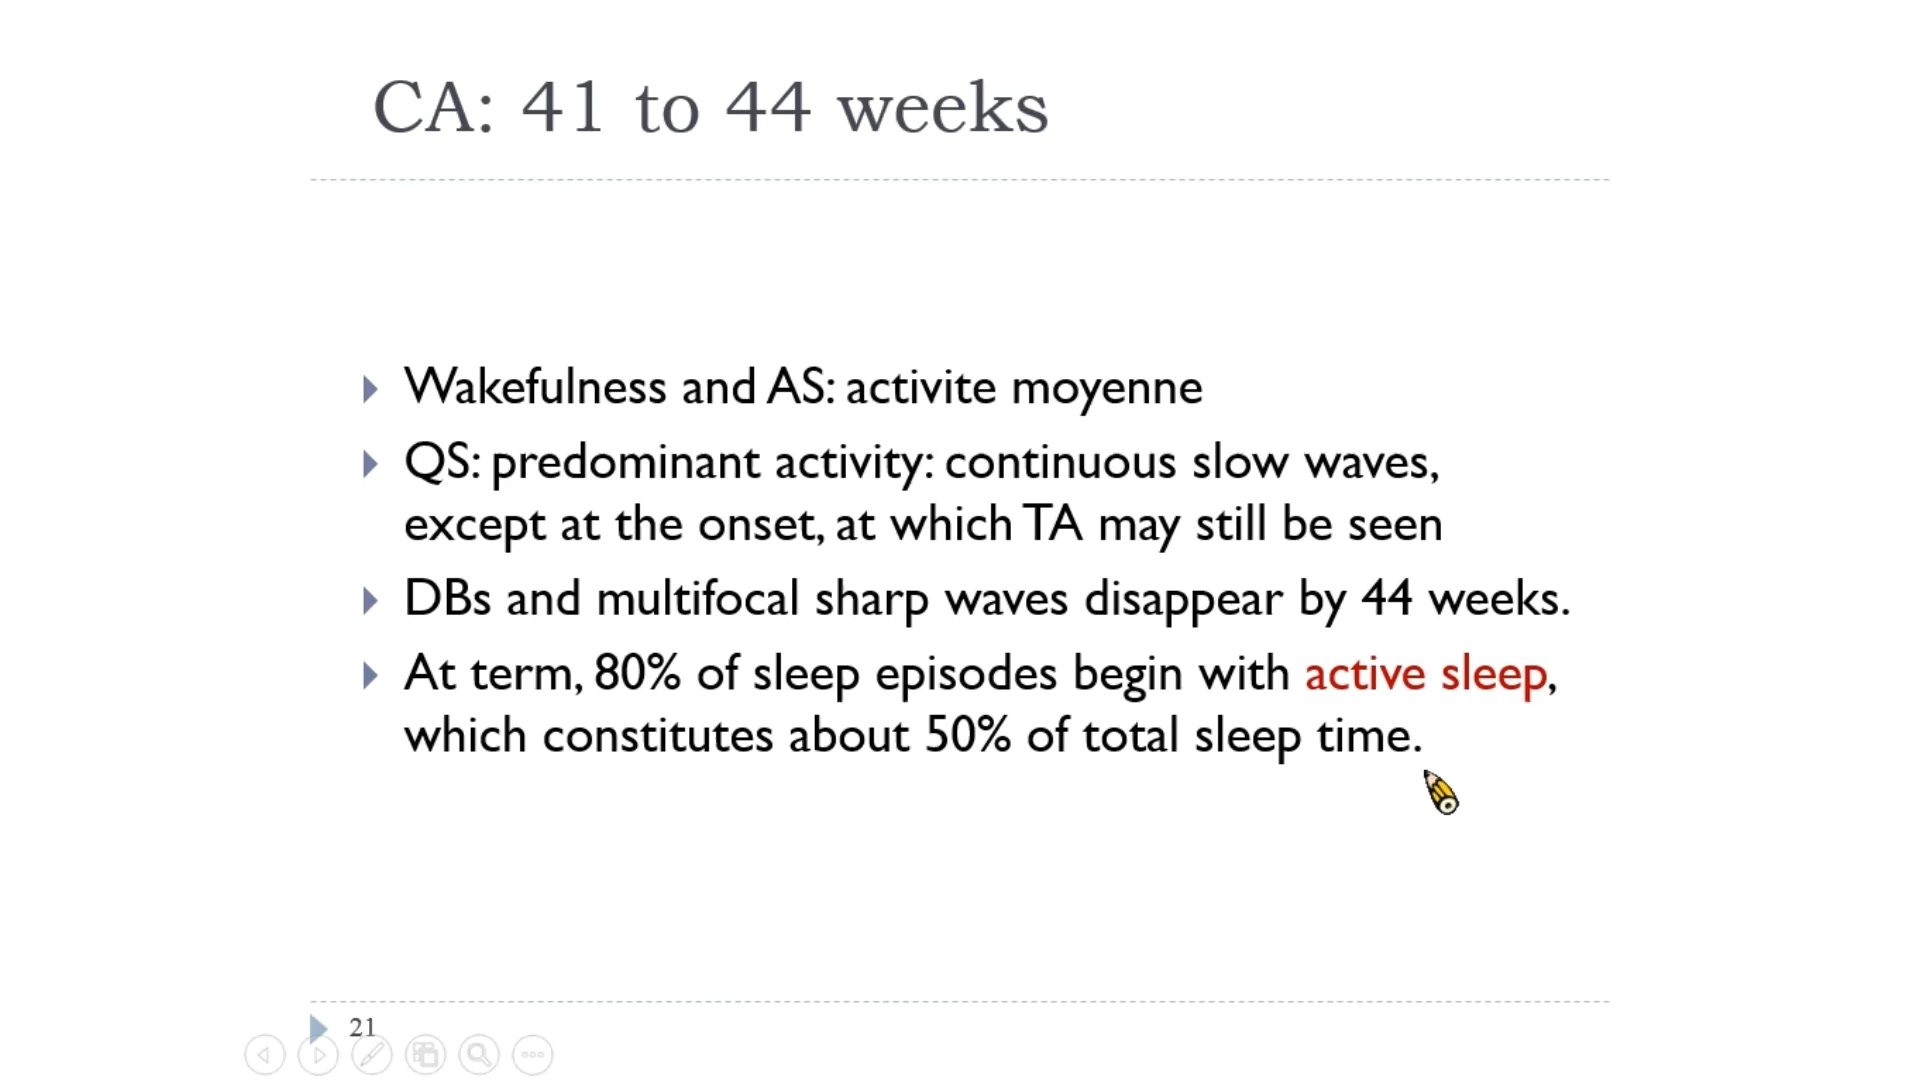 CA: 41 to 44 weeks
Wakefulness and AS: activite moyenne
QS: predominant activity: continuous slow waves,
except at the onset, at which TA may still be seen
DBs and multifocal sharp waves disappear by 44 weeks.
At term, 80% of sleep episodes begin with active sleep,
which constitutes about 50% of total sleep time.
21